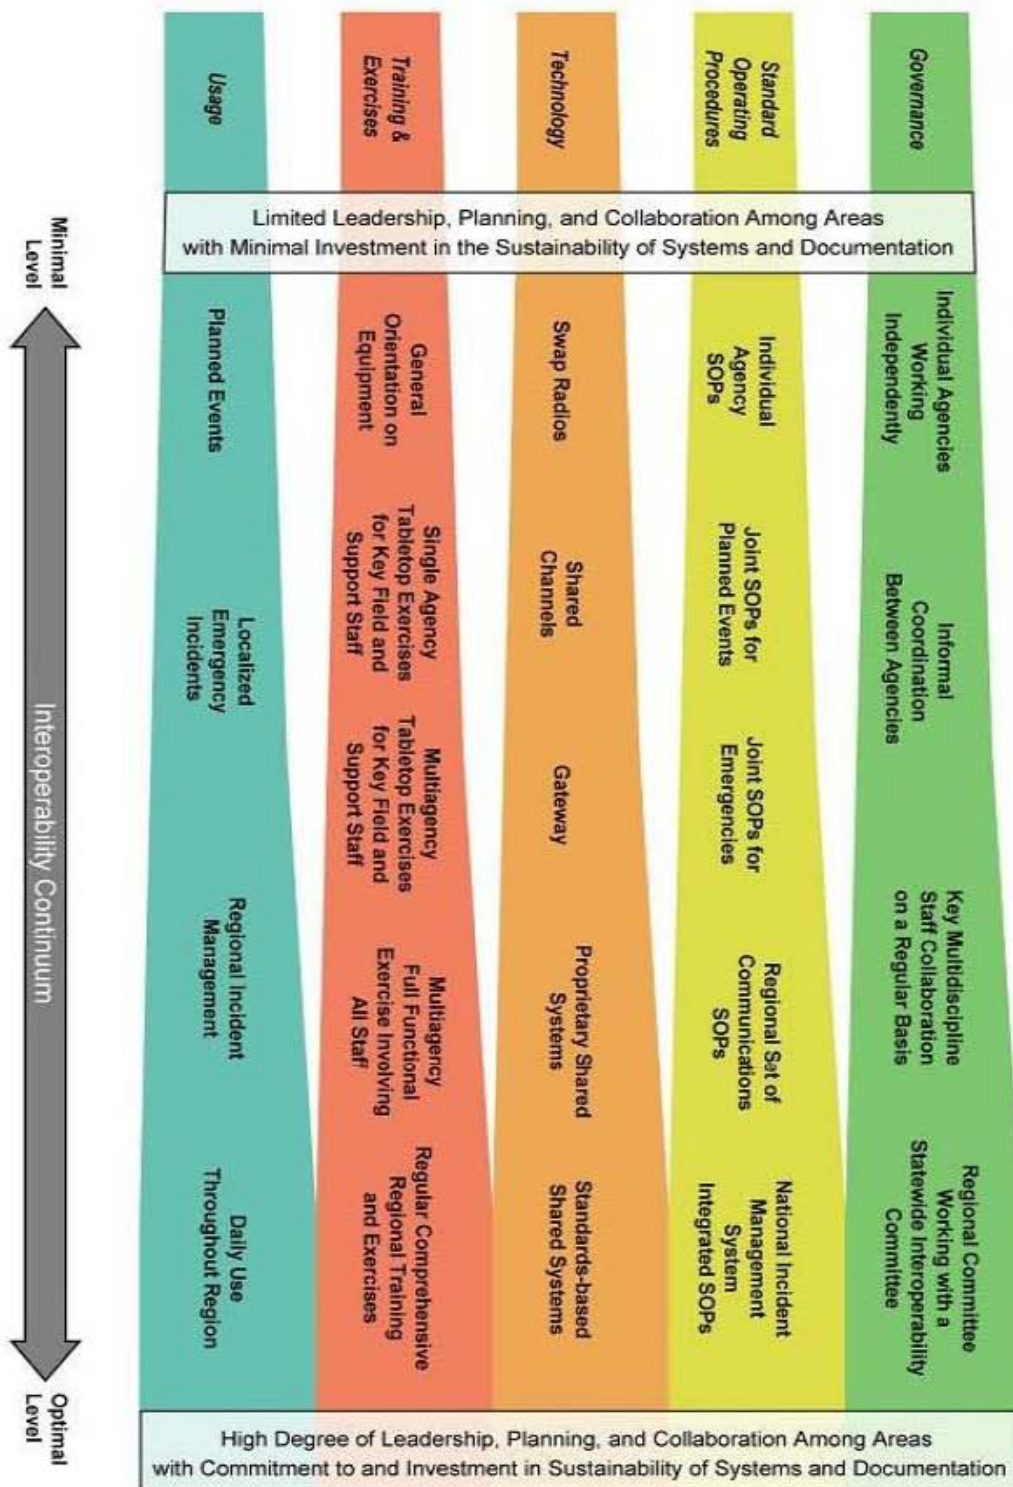 Governance
Individual Agencies
Working
Independently
Informal
Coordination
Between Agencies
Key Multidiscipline
Staff Collaboration
on a Regular Basis
Regional Committee
Working with a
Statewide Interoperability
Committee
Standard
Operating
Procedures
Individual
Agency
SOPs
Joint SOPs for
Planned Events
Joint SOPs for
Emergencies
Regional Set of
Communications
SOPs
National Incident
Management
System
Integrated SOPs
Technology
Swap Radios
Shared
Channels
Gateway
Proprietary Shared
Systems
Standards-based
Shared Systems
Training &
Exercises
General
Orientation on
Equipment
Single Agency
Tabletop Exercises
for Key Field and
Support Staff
Multiagency
Tabletop Exercises
for Key Field and
Support Staff
Multiagency
Full Functional
Exercise Involving
All Staff
Regular Comprehensive
Regional Training
and Exercises
Usage
Planned Events
Localized
Emergency
Incidents
Regional Incident
Management
Daily Use
Throughout Region
Limited Leadership, Planning, and Collaboration Among Areas
with Minimal Investment in the Sustainability of Systems and Documentation
High Degree of Leadership, Planning, and Collaboration Among Areas
with Commitment to and Investment in Sustainability of Systems and Documentation
Minimal
Level
Interoperability Continuum
Optimal
Level